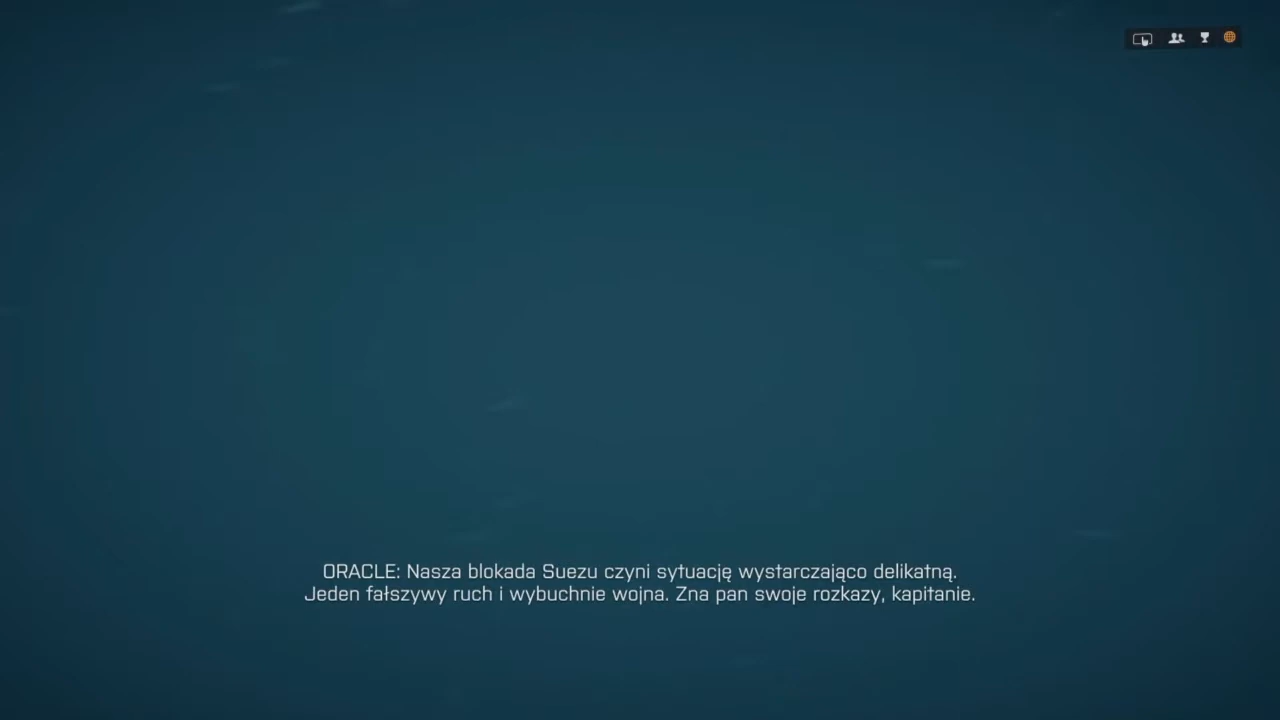 ORACLE: Nasza blokada Suezu czyni sytuację wystarczająco delikatną.
Jeden fałszywy ruch i wybuchnie wojna. Zna pan swoje rozkazy, kapitanie.